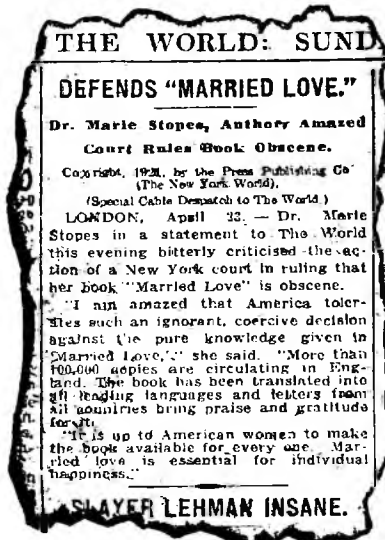 THE WORLD: SUND
DEFENDS "MARRIED LOVE."
Dr. Marie Stopes, Author, Amazed
Court Rules Book Obscene.
Copyright, 1921, by the Press Publishing Co
(The New York World).
(Special Cable Despatch to The World.)
LONDON, April 23.—Dr. Marie
Stopes in a statement to The World
this evening bitterly criticised the ac-
tion of a New York court in ruling that
her book "Married Love" is obscene.
"I am amazed that America toler-
ates such an ignorant, coercive decision
against the pure knowledge given in
'Married Love,'" she said. "More than
100,000 copies are circulating in Eng-
land. The book has been translated into
all leading languages and letters from
all countries bring praise and gratitude
for it.
"It is up to American women to make
the book available for every one. Mar-
ried love is essential for individual
happiness."
SLAYER LEHMAN INSANE.